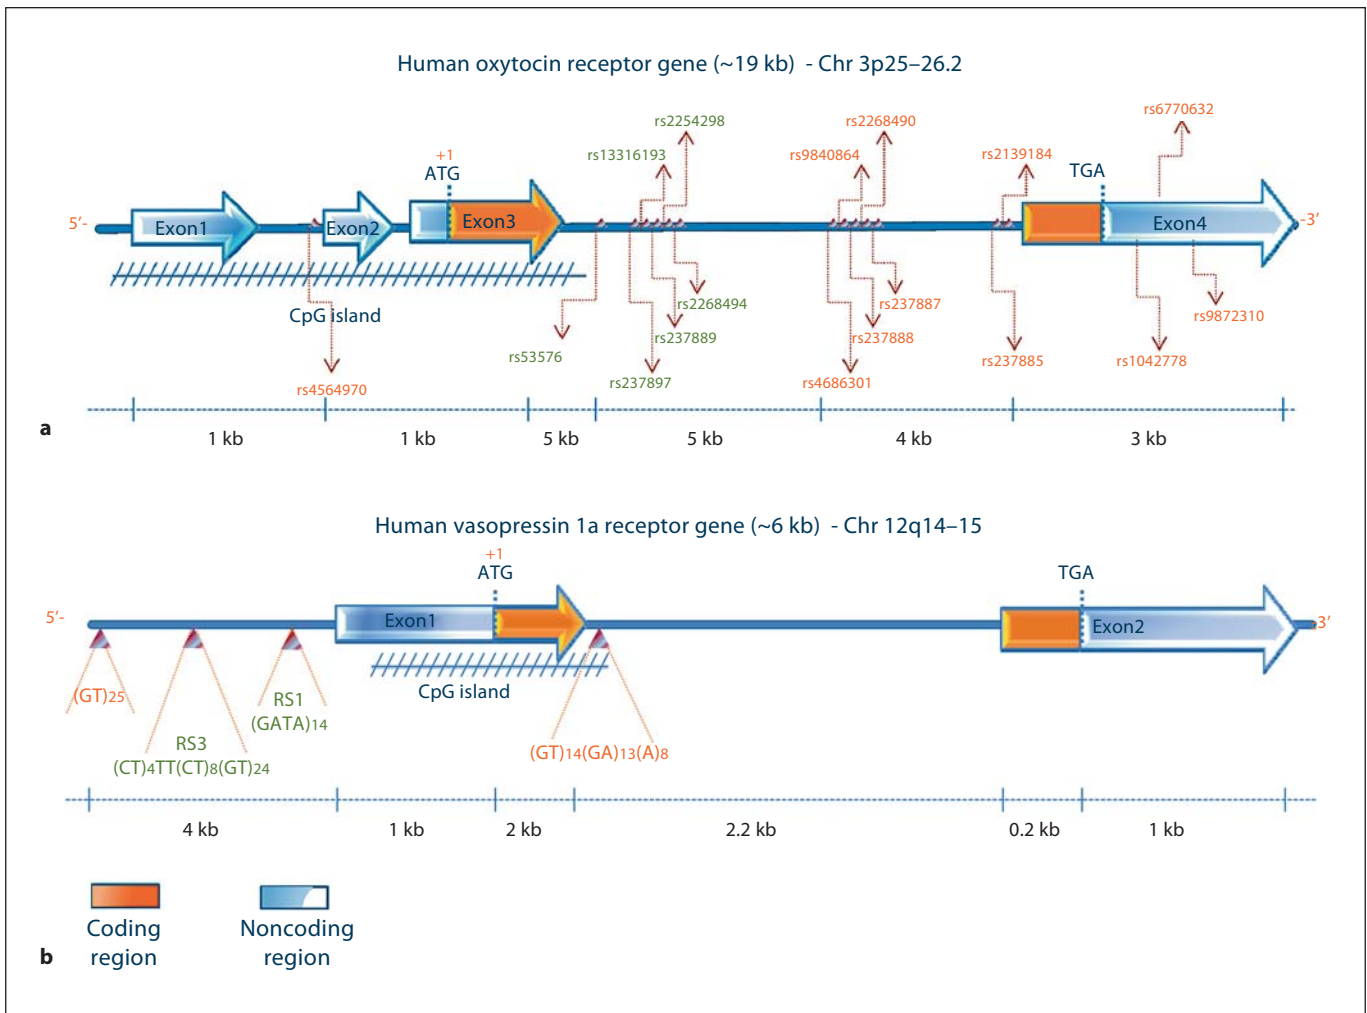 Human oxytocin receptor gene (~19 kb) - Chr 3p25–26.2
rs6770632
rs2254298
rs2268490
rs13316193
rs9840864
rs2139184
+1
ATG
TGA
5′-
Exon1
Exon2
Exon3
Exon4
-3′
CpG island
rs2268494
rs237887
rs9872310
rs237889
rs237888
rs53576
rs237885
rs1042778
rs4564970
rs237897
rs4686301
a
1 kb
1 kb
5 kb
5 kb
4 kb
3 kb
Human vasopressin 1a receptor gene (~6 kb) - Chr 12q14–15
+1
ATG
TGA
5′-
Exon1
Exon2
-3′
CpG island
(GT)25
RS1
(GATA)14
RS3
(CT)4TT(CT)8(GT)24
(GT)14(GA)13(A)8
4 kb
1 kb
2 kb
2.2 kb
0.2 kb
1 kb
Coding
region
Noncoding
region
b